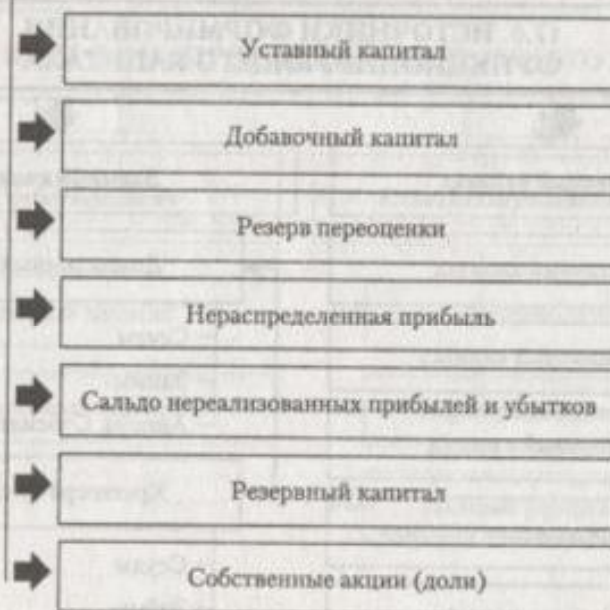 Уставный капитал
Добавочный капитал
Резерв переоценки
Нераспределенная прибыль
Сальдо нереализованных прибылей и убытков
Резервный капитал
Собственные акции (доли)